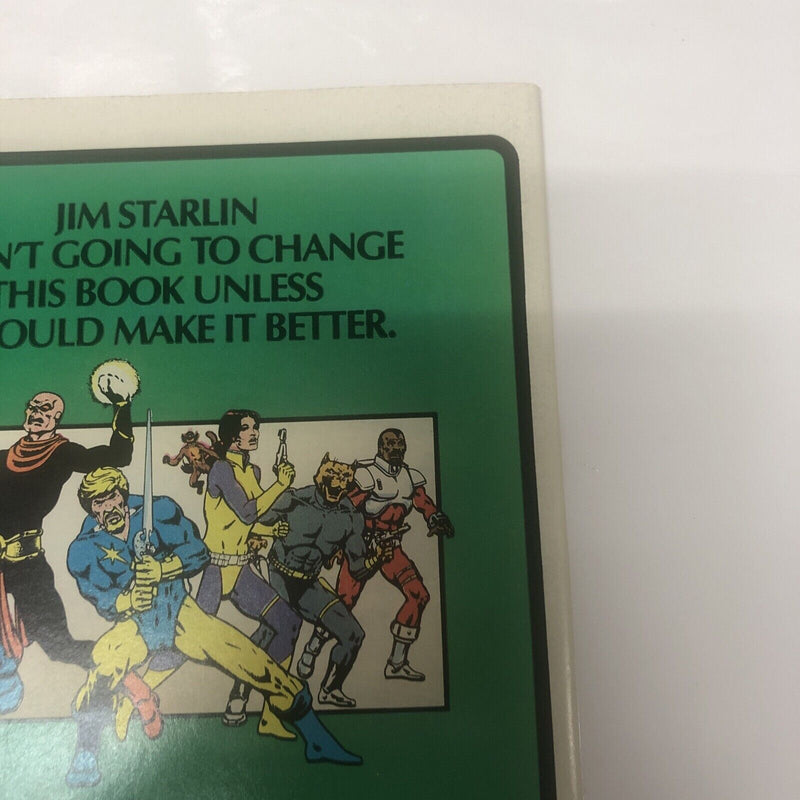 JIM STARLIN
N'T GOING TO CHANGE
THIS BOOK UNLESS
OULD MAKE IT BETTER.